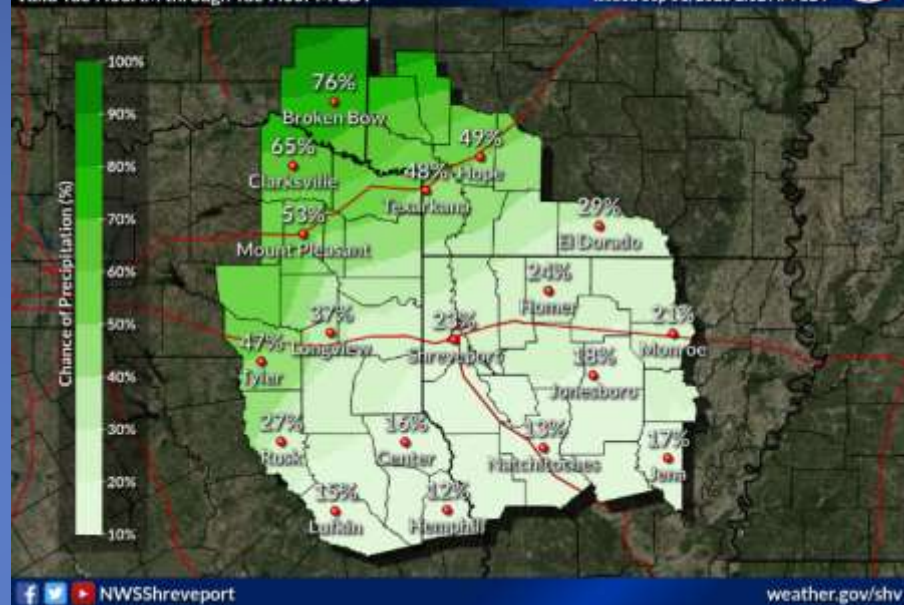 100%
90%
80%
70%
60%
50%
40%
30%
20%
10%
Chance of Precipitation (%)
76%
Broken Bow
65%
Clarksville
49%
Hope
48%
Texarkana
53%
Mount Pleasant
29%
El Dorado
24%
Homer
37%
Longview
23%
Shreveport
21%
Monroe
47%
Tyler
18%
Jonesboro
27%
Rusk
16%
Center
13%
Natchitoches
17%
Jena
15%
Lufkin
12%
Hemphill
NWSShreveport
weather.gov/shv